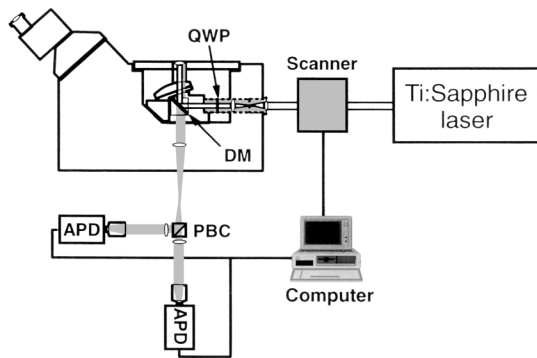 QWP
Scanner
Ti:Sapphire
laser
DM
APD
PBC
Computer
APD